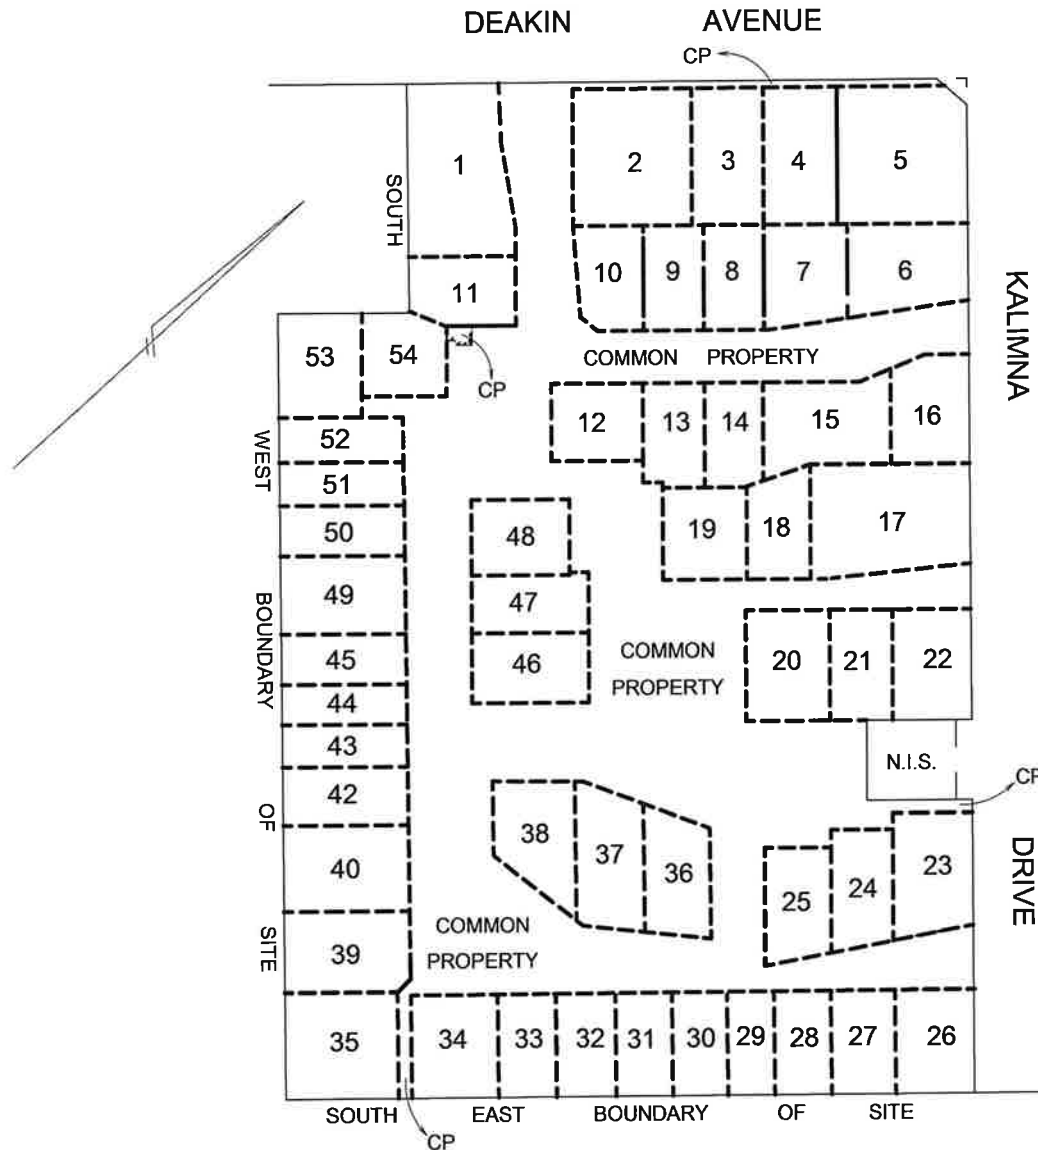 DEAKIN AVENUE
CP
1
2
3
4
5
SOUTH
11
10
9
8
7
6
KALIMNA
COMMON PROPERTY
53
54
CP
12
13
14
15
16
52
WEST
51
50
48
19
18
17
49
47
BOUNDARY
45
46
COMMON
PROPERTY
20
21
22
44
43
N.I.S.
CP
42
OF
38
37
36
40
25
24
23
DRIVE
SITE
39
COMMON
PROPERTY
35
34
33
32
31
30
29
28
27
26
SOUTH EAST BOUNDARY OF SITE
CP